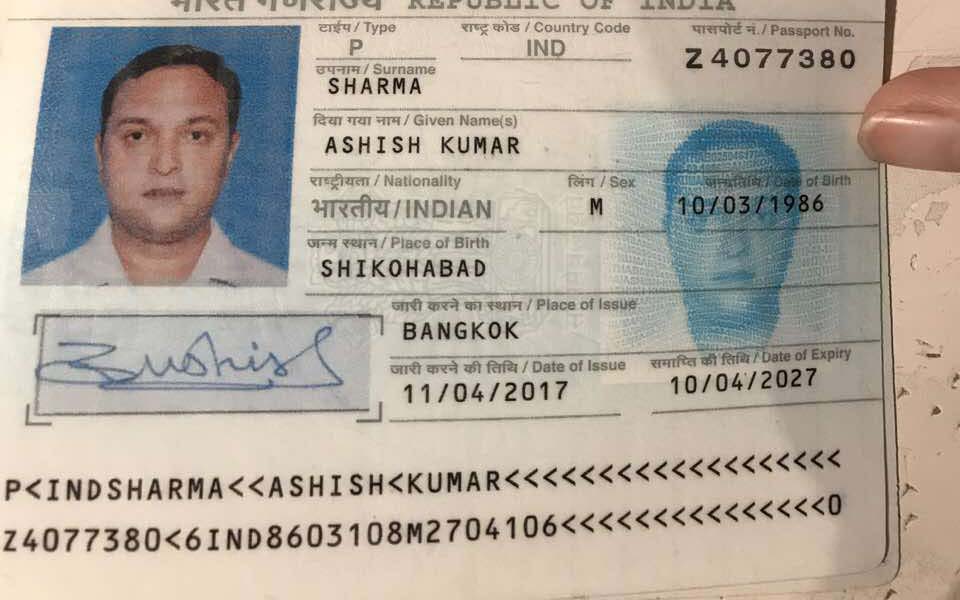 भारत गणराज्य REPUBLIC OF INDIA
टाईप / Type राष्ट्र कोड / Country Code पासपोर्ट नं. / Passport No.
P IND Z4077380
उपनाम / Surname
SHARMA
दिया गया नाम / Given Name(s)
ASHISH KUMAR
राष्ट्रीयता / Nationality लिंग / Sex जन्मतिथि / Date of Birth
भारतीय / INDIAN M 10/03/1986
जन्म स्थान / Place of Birth
SHIKOHABAD
जारी करने का स्थान / Place of Issue
BANGKOK
जारी करने की तिथि / Date of Issue समाप्ति की तिथि / Date of Expiry
11/04/2017 10/04/2027
P<INDSHARMA<<ASHISH<KUMAR<<<<<<<<<<<<<<<<<<<
Z4077380<6IND8603108M2704106<<<<<<<<<<<<<<<0